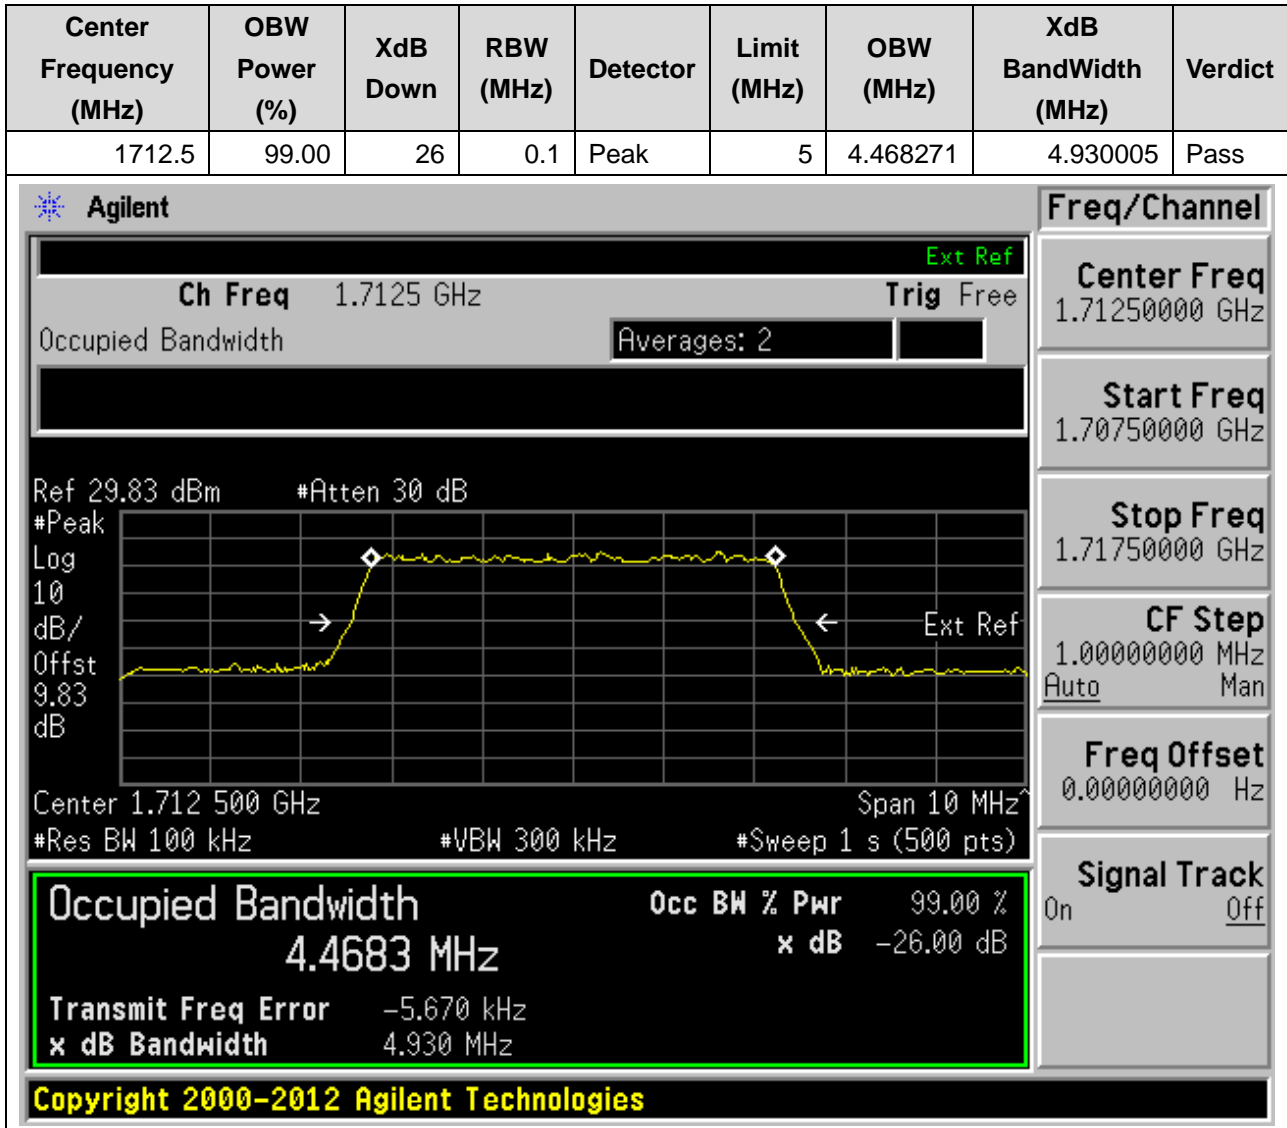 Center Frequency (MHz) OBW Power (%) XdB Down RBW (MHz) Detector Limit (MHz) OBW (MHz) XdB BandWidth (MHz) Verdict
1712.5 99.00 26 0.1 Peak 5 4.468271 4.930005 Pass
Agilent
Freq/Channel
Ext Ref
Ch Freq 1.7125 GHz Trig Free
Occupied Bandwidth Averages: 2
Ref 29.83 dBm #Atten 30 dB
#Peak
Log
10
dB/
Offst
9.83
dB
Ext Ref
Center 1.712 500 GHz Span 10 MHz^
#Res BW 100 kHz #VBW 300 kHz #Sweep 1 s (500 pts)
Occupied Bandwidth
4.4683 MHz
Occ BW % Pwr 99.00 %
x dB -26.00 dB
Transmit Freq Error -5.670 kHz
x dB Bandwidth 4.930 MHz
Center Freq
1.71250000 GHz
Start Freq
1.70750000 GHz
Stop Freq
1.71750000 GHz
CF Step
1.00000000 MHz
Auto Man
Freq Offset
0.00000000 Hz
Signal Track
On Off
Copyright 2000-2012 Agilent Technologies